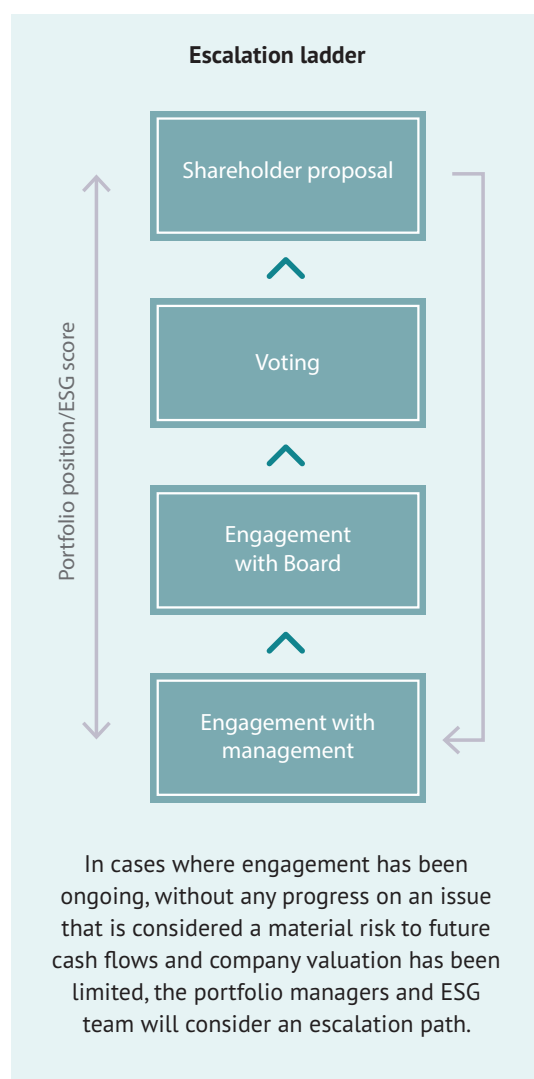 Escalation ladder
Shareholder proposal
Voting
Engagement
with Board
Engagement with
management
Portfolio position/ESG score
In cases where engagement has been
ongoing, without any progress on an issue
that is considered a material risk to future
cash flows and company valuation has been
limited, the portfolio managers and ESG
team will consider an escalation path.